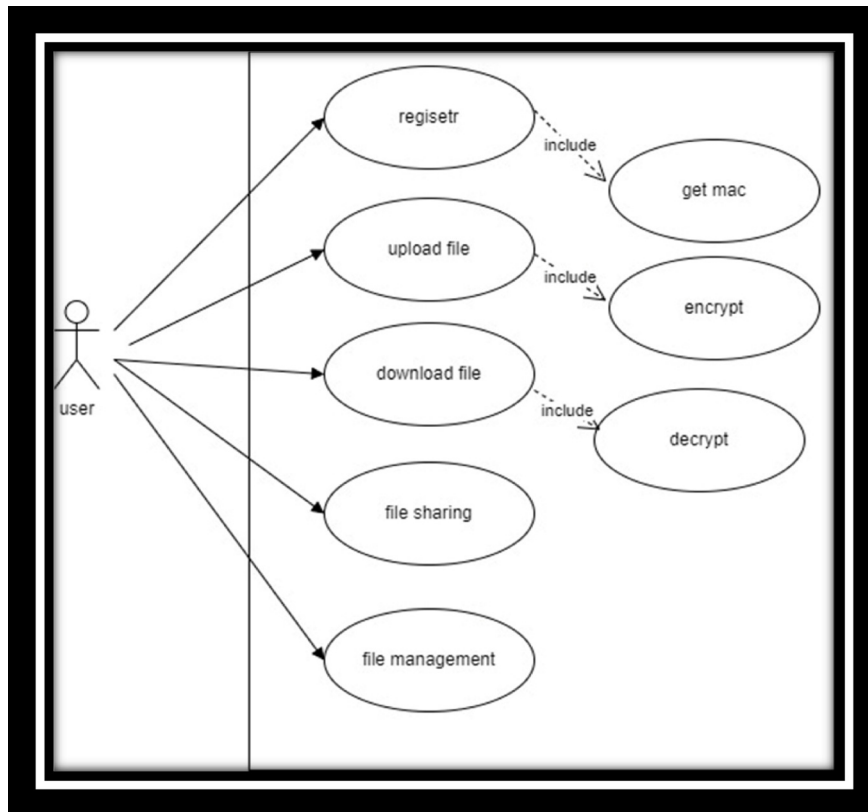 regisetr
include
get mac
upload file
include
encrypt
download file
include
decrypt
user
file sharing
file management